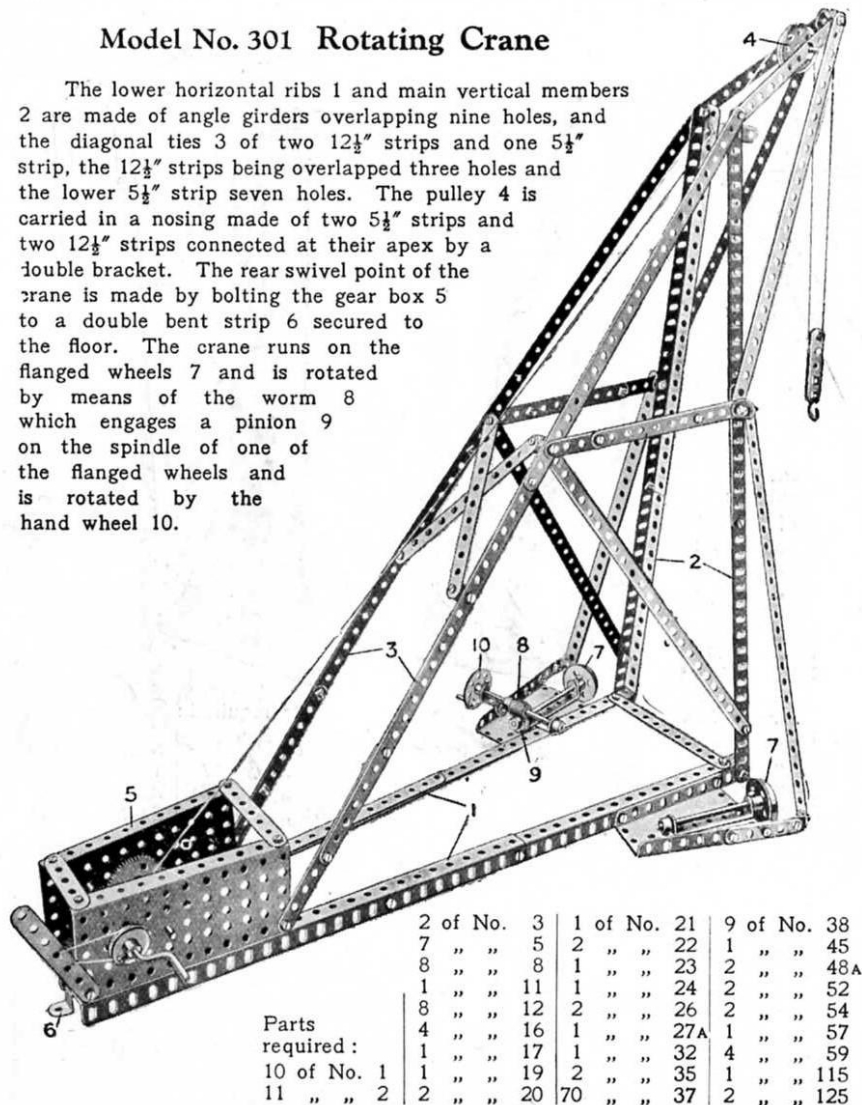 Model No. 301 Rotating Crane
The lower horizontal ribs 1 and main vertical members
2 are made of angle girders overlapping nine holes, and
the diagonal ties 3 of two 12½″ strips and one 5½″
strip, the 12½″ strips being overlapped three holes and
the lower 5½″ strip seven holes. The pulley 4 is
carried in a nosing made of two 5½″ strips and
two 12½″ strips connected at their apex by a
double bracket. The rear swivel point of the
crane is made by bolting the gear box 5
to a double bent strip 6 secured to
the floor. The crane runs on the
flanged wheels 7 and is rotated
by means of the worm 8
which engages a pinion 9
on the spindle of one of
the flanged wheels and
is rotated by the
hand wheel 10.
4
2
3
10 8 7
9
7
5
1
6
Parts
required :
10 of No. 1
11 „ „ 2
2 of No. 3
7 „ „ 5
8 „ „ 8
1 „ „ 11
8 „ „ 12
4 „ „ 16
1 „ „ 17
1 „ „ 19
2 „ „ 20
1 of No. 21
2 „ „ 22
1 „ „ 23
1 „ „ 24
2 „ „ 26
1 „ „ 27A
1 „ „ 32
2 „ „ 35
70 „ „ 37
9 of No. 38
1 „ „ 45
2 „ „ 48A
2 „ „ 52
2 „ „ 54
1 „ „ 57
4 „ „ 59
1 „ „ 115
2 „ „ 125